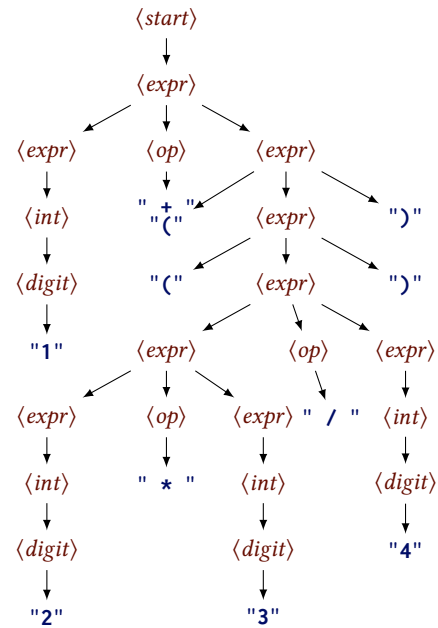 ⟨start⟩
⟨expr⟩
⟨expr⟩ ⟨op⟩ ⟨expr⟩
" + "
⟨int⟩ "(" ⟨expr⟩ ")"
⟨digit⟩ "(" ⟨expr⟩ ")"
"1" ⟨expr⟩ ⟨op⟩ ⟨expr⟩
⟨expr⟩ ⟨op⟩ ⟨expr⟩ " / " ⟨int⟩
⟨int⟩ " * " ⟨int⟩ ⟨digit⟩
⟨digit⟩ ⟨digit⟩ "4"
"2" "3"